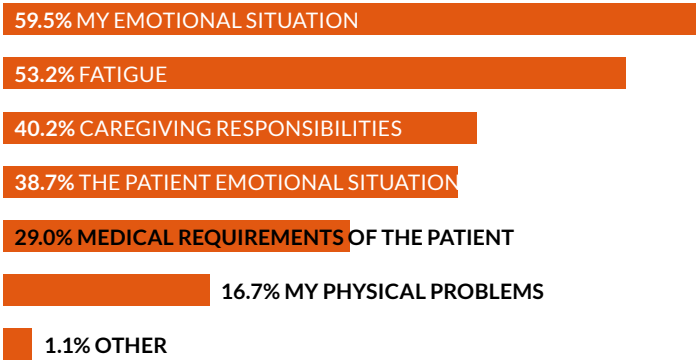 59.5% MY EMOTIONAL SITUATION
53.2% FATIGUE
40.2% CAREGIVING RESPONSIBILITIES
38.7% THE PATIENT EMOTIONAL SITUATION
29.0% MEDICAL REQUIREMENTS OF THE PATIENT
16.7% MY PHYSICAL PROBLEMS
1.1% OTHER